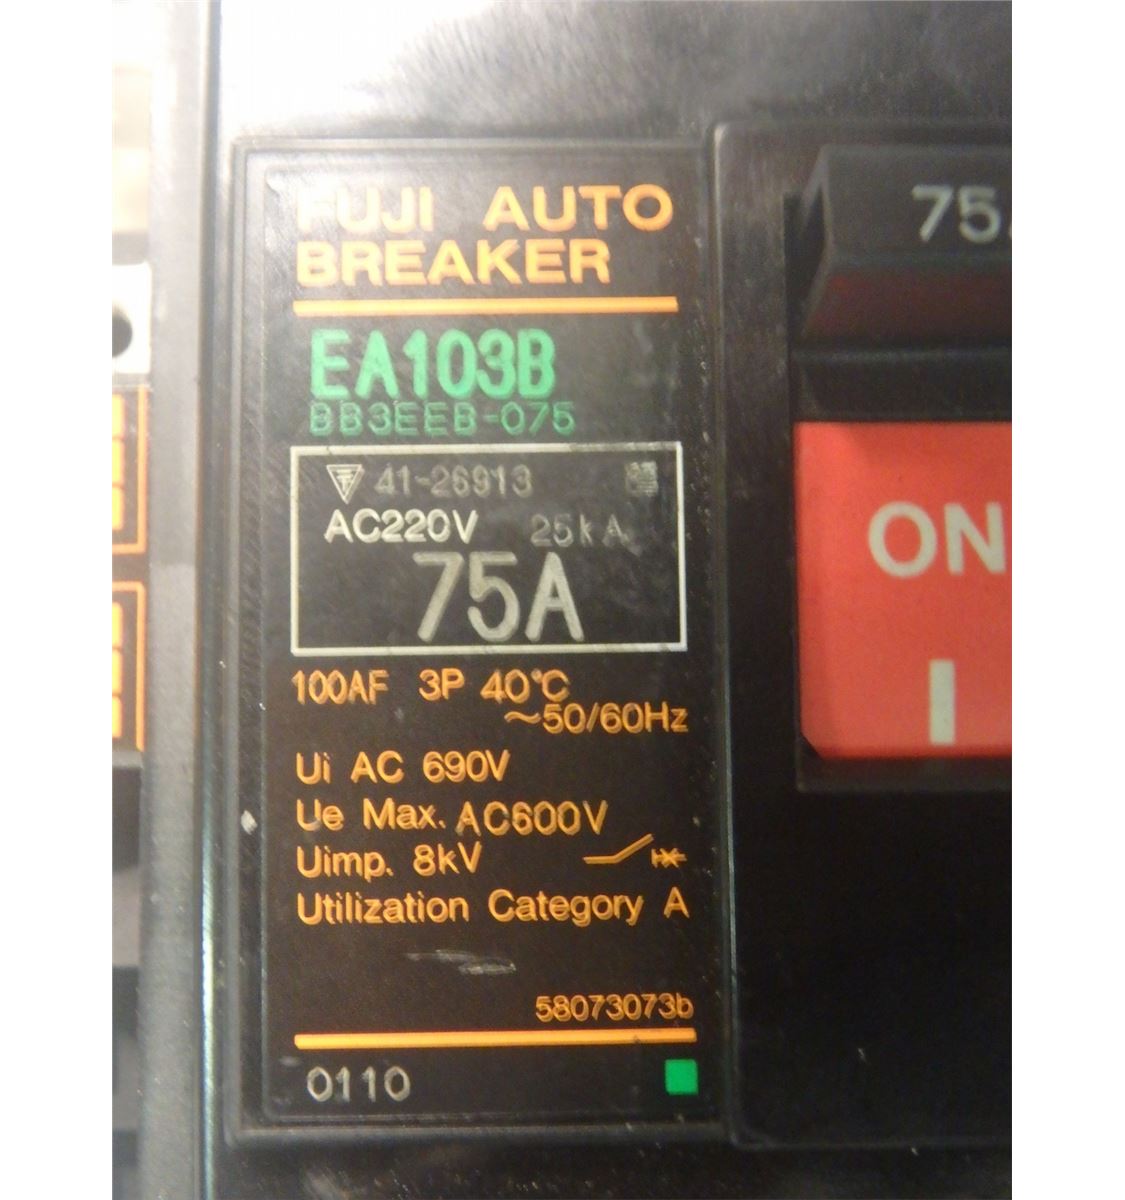 FUJI AUTO
BREAKER
EA103B
BB3EEB-075
41-26913
AC220V 25kA
75A
100AF 3P 40°C
~50/60Hz
Ui AC 690V
Ue Max. AC600V
Uimp. 8kV
Utilization Category A
58073073b
0110
75
ON
I